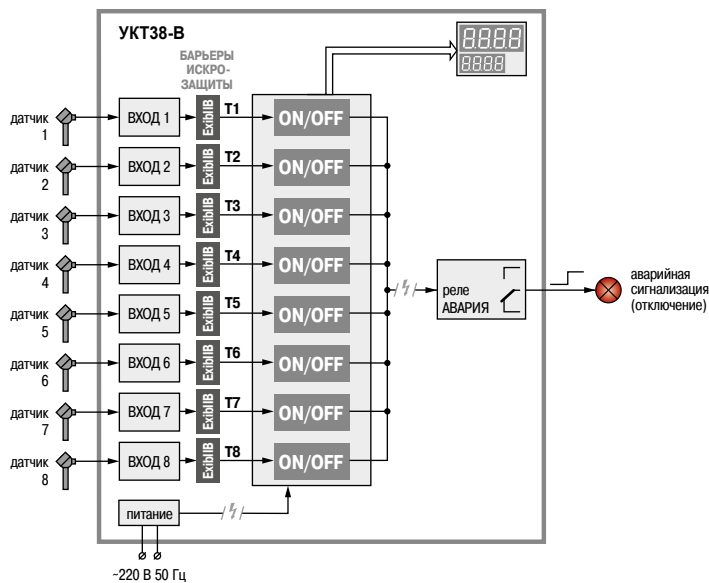 УКТ38-В
БАРЬЕРЫ
ИСКРО-
ЗАЩИТЫ
8.8.8.8
8888
датчик
1
ВХОД 1
ExibIIB
T1
ON/OFF
датчик
2
ВХОД 2
ExibIIB
T2
ON/OFF
датчик
3
ВХОД 3
ExibIIB
T3
ON/OFF
датчик
4
ВХОД 4
ExibIIB
T4
ON/OFF
датчик
5
ВХОД 5
ExibIIB
T5
ON/OFF
датчик
6
ВХОД 6
ExibIIB
T6
ON/OFF
датчик
7
ВХОД 7
ExibIIB
T7
ON/OFF
датчик
8
ВХОД 8
ExibIIB
T8
ON/OFF
реле
АВАРИЯ
аварийная
сигнализация
(отключение)
питание
~220 В 50 Гц